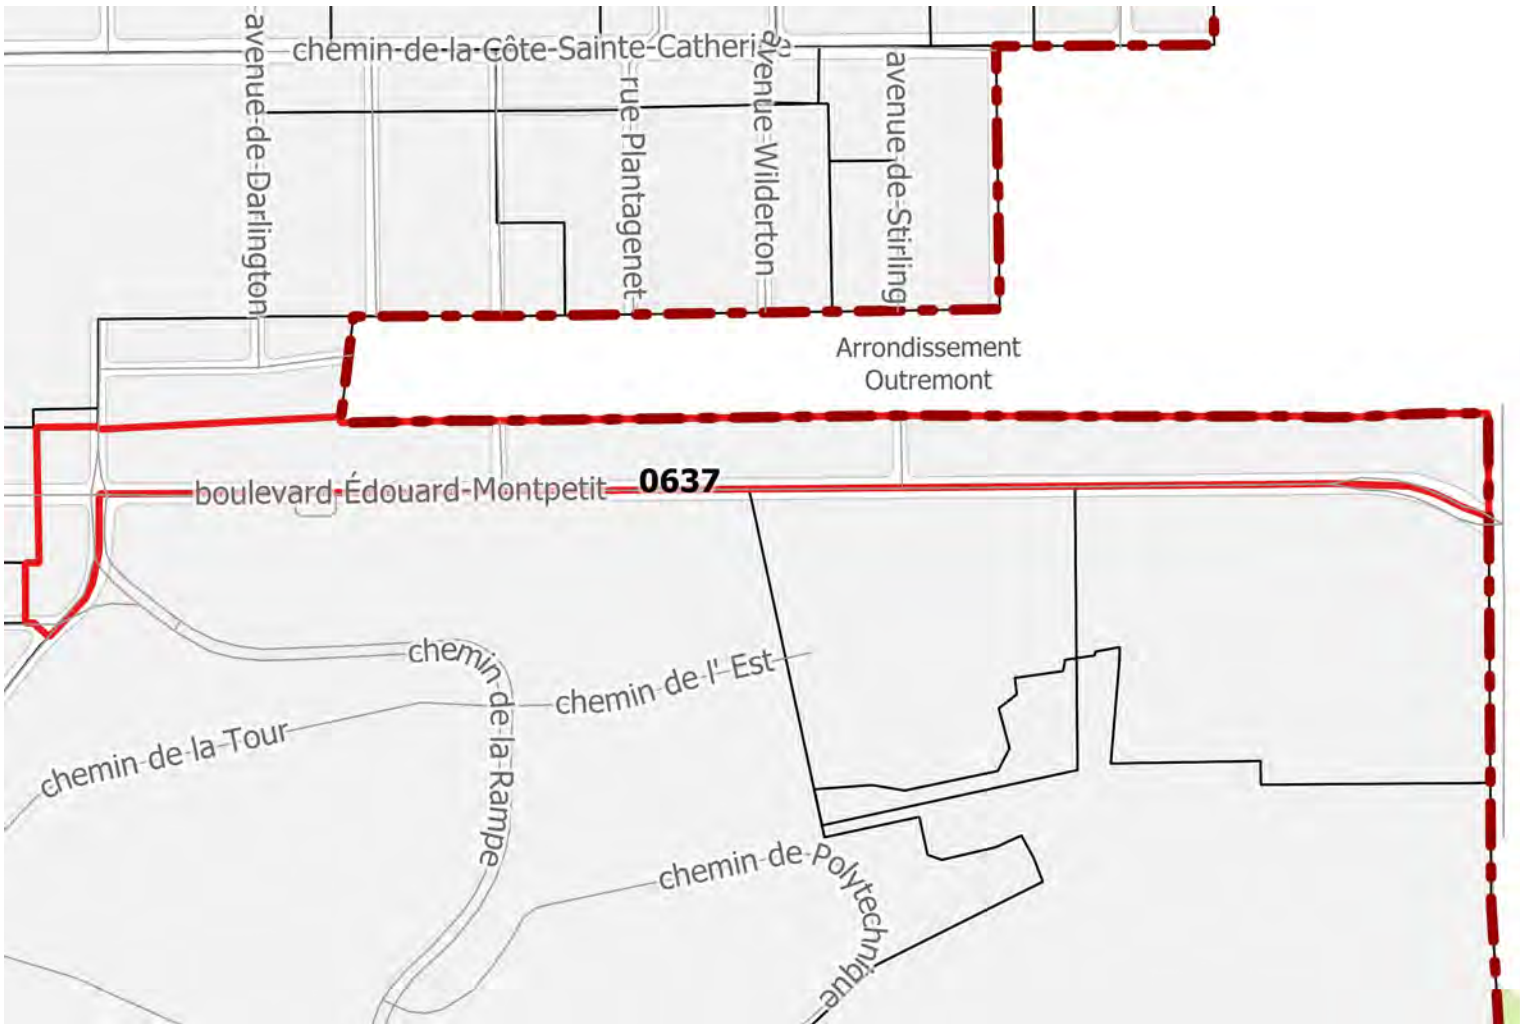 chemin-de-la-Côte-Sainte-Catherine
avenue-de-Darlington
rue-Plantagenet
avenue-Wilderton
avenue-de-Stirling
Arrondissement
Outremont
boulevard-Édouard-Montpetit
0637
chemin-de-la-Rampe
chemin-de-l'-Est
chemin-de-la-Tour
chemin-de-Polytechnique